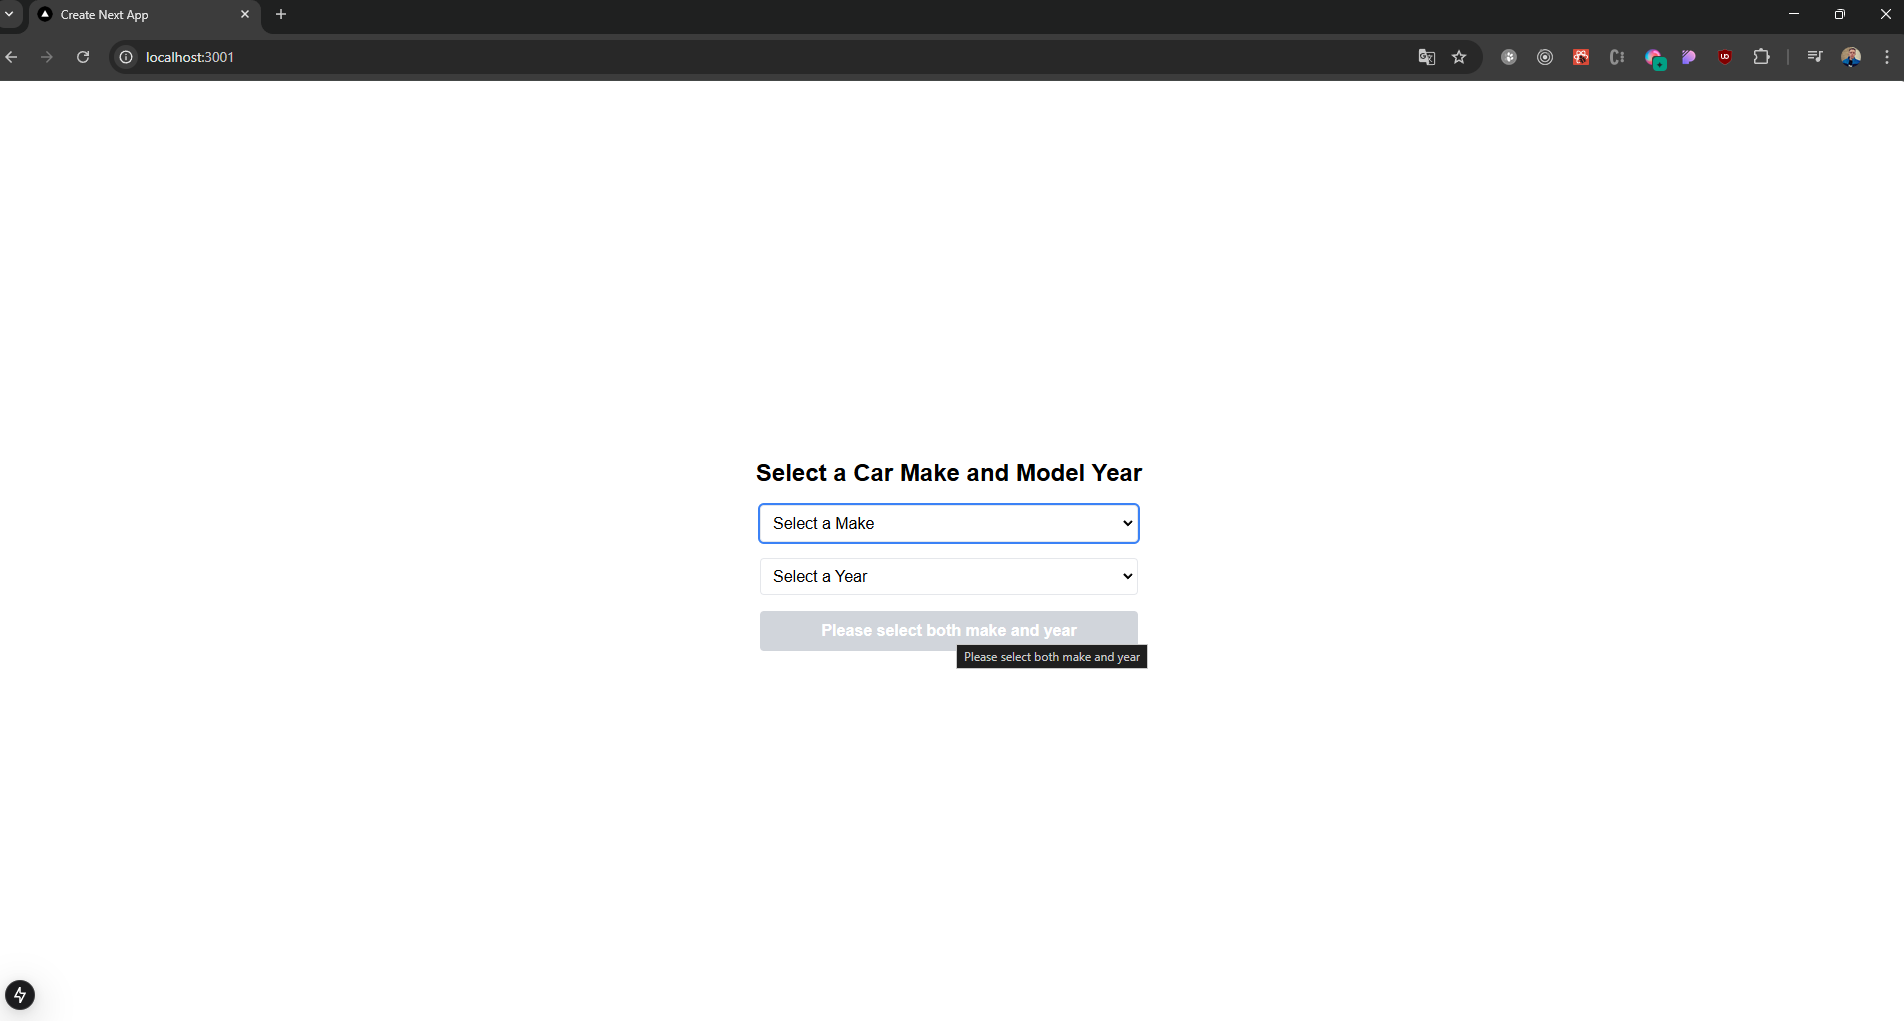 Create Next App
localhost:3001
Select a Car Make and Model Year
Select a Make
Select a Year
Please select both make and year
Please select both make and year